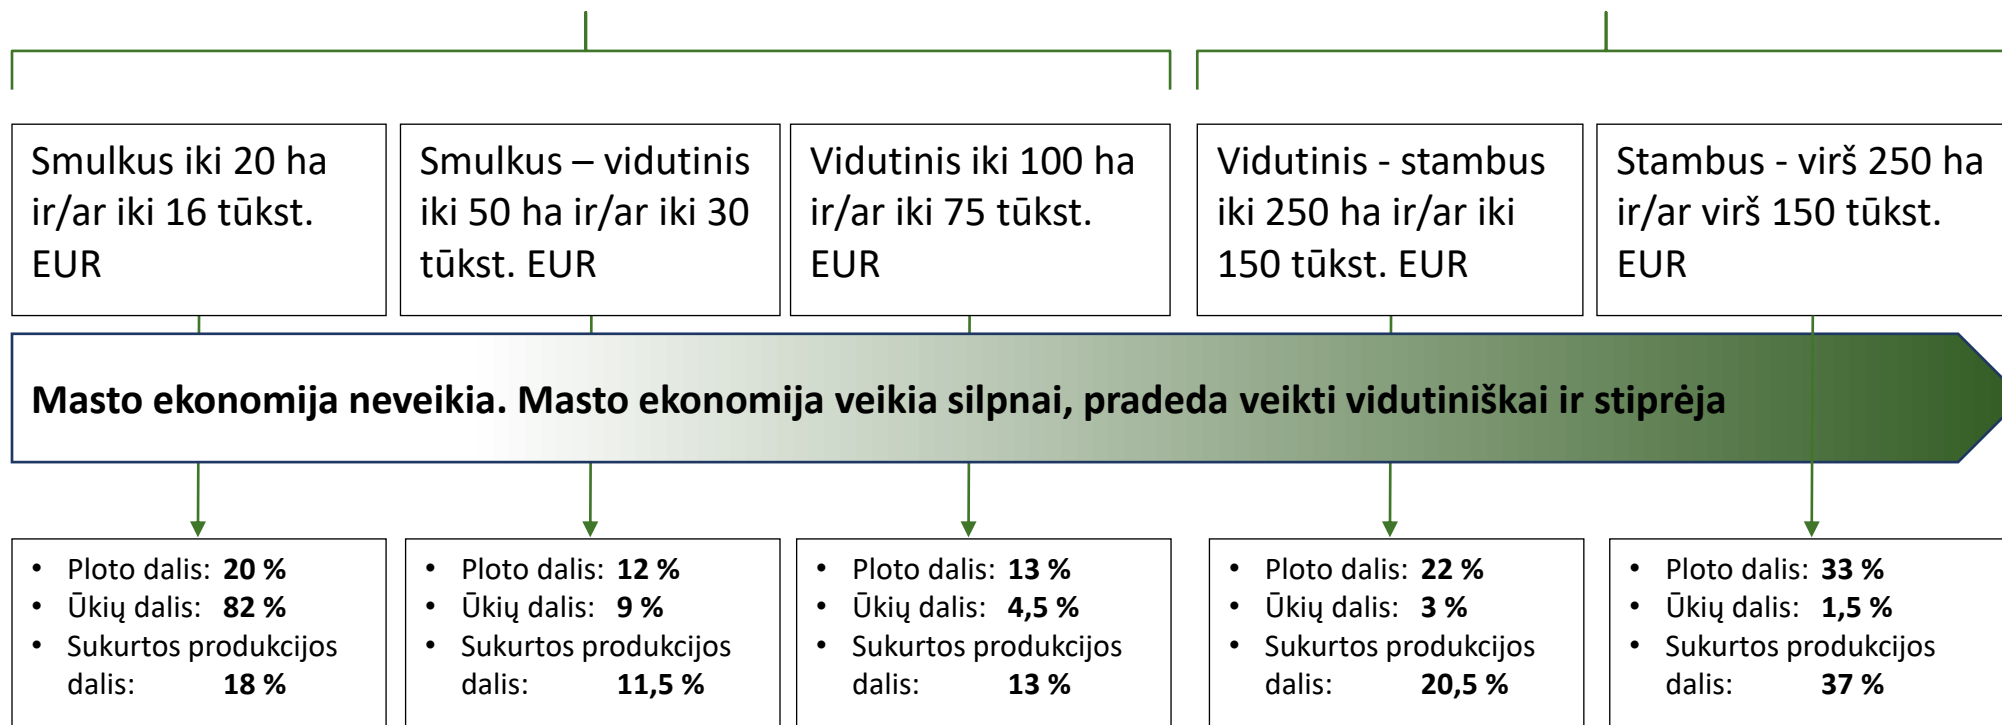 Smulkus iki 20 ha
ir/ar iki 16 tūkst.
EUR
Smulkus – vidutinis
iki 50 ha ir/ar iki 30
tūkst. EUR
Vidutinis iki 100 ha
ir/ar iki 75 tūkst.
EUR
Vidutinis - stambus
iki 250 ha ir/ar iki
150 tūkst. EUR
Stambus - virš 250 ha
ir/ar virš 150 tūkst.
EUR
Masto ekonomija neveikia. Masto ekonomija veikia silpnai, pradeda veikti vidutiniškai ir stiprėja
• Ploto dalis: 20 %
• Ūkių dalis: 82 %
• Sukurtos produkcijos
dalis: 18 %
• Ploto dalis: 12 %
• Ūkių dalis: 9 %
• Sukurtos produkcijos
dalis: 11,5 %
• Ploto dalis: 13 %
• Ūkių dalis: 4,5 %
• Sukurtos produkcijos
dalis: 13 %
• Ploto dalis: 22 %
• Ūkių dalis: 3 %
• Sukurtos produkcijos
dalis: 20,5 %
• Ploto dalis: 33 %
• Ūkių dalis: 1,5 %
• Sukurtos produkcijos
dalis: 37 %